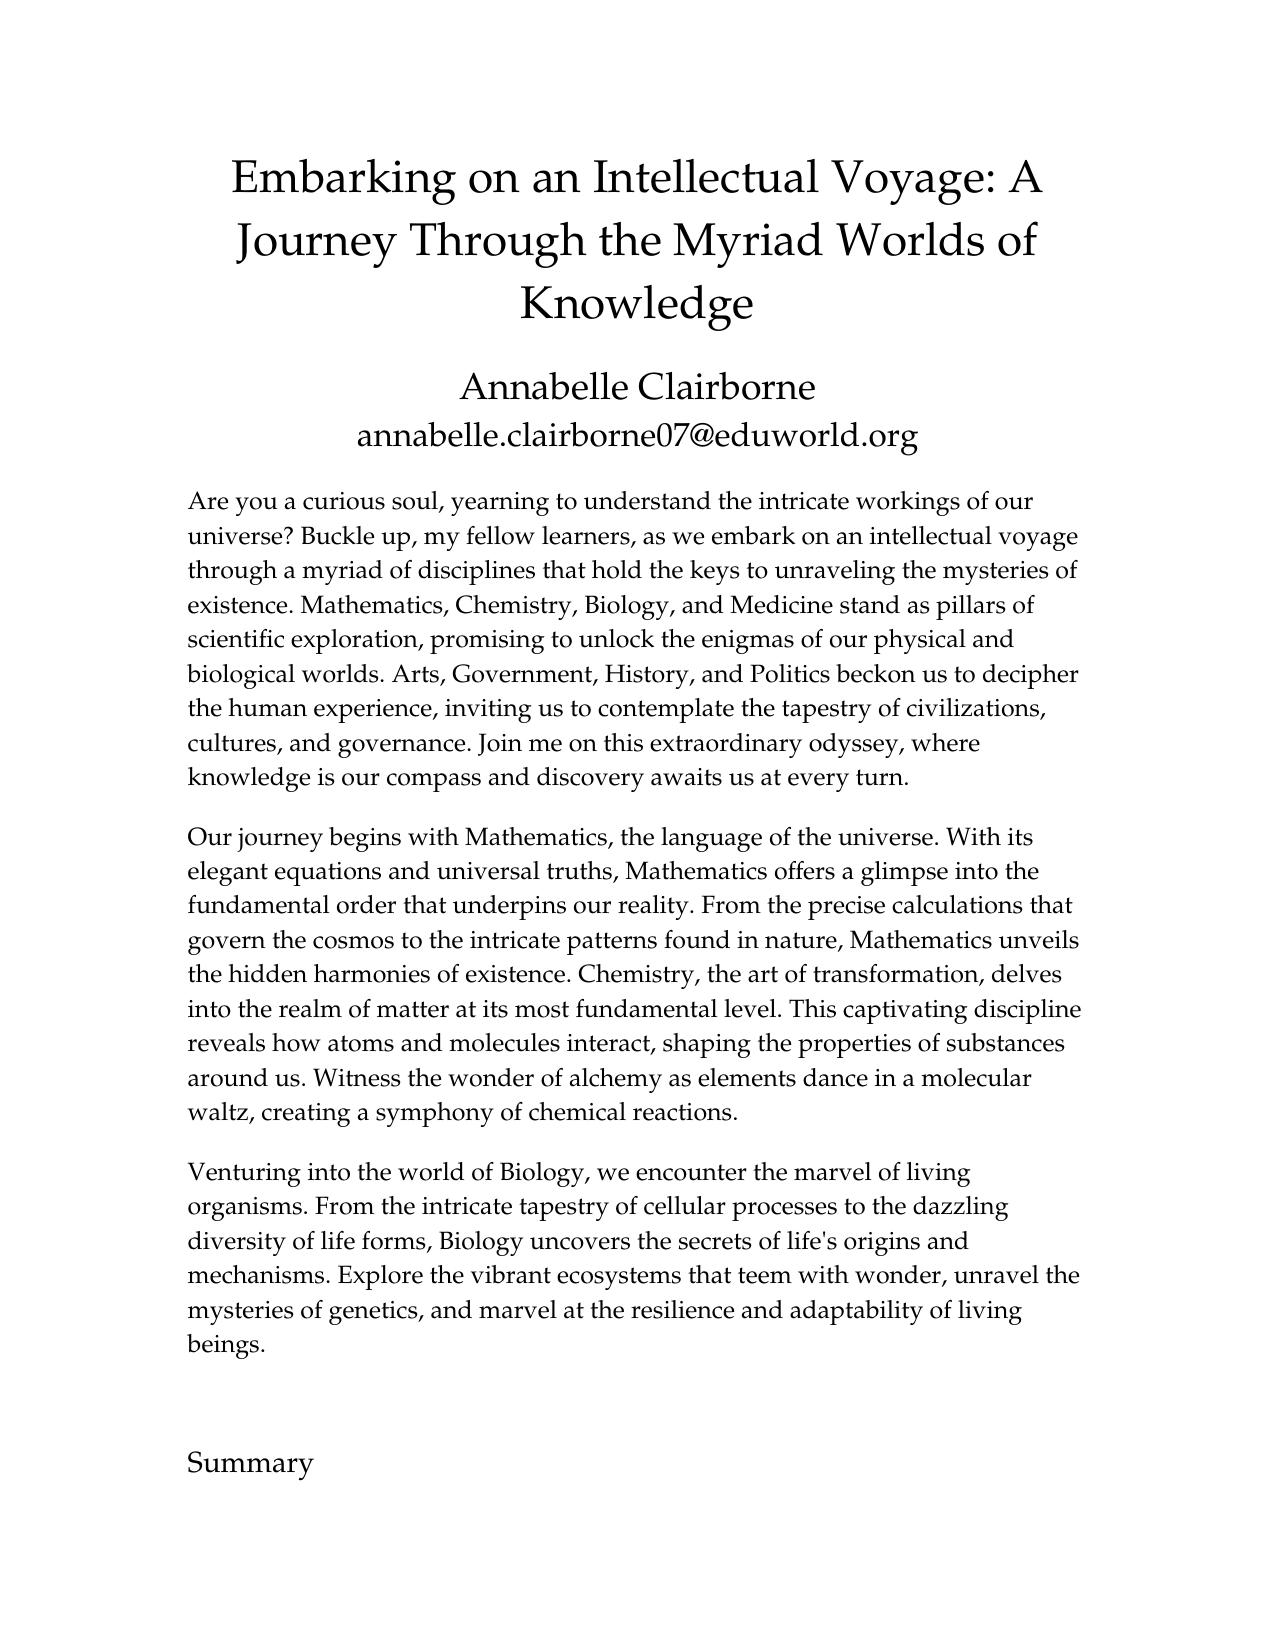 Embarking on an Intellectual Voyage: A
Journey Through the Myriad Worlds of
Knowledge
Annabelle Clairborne
annabelle.clairborne07@eduworld.org
Are you a curious soul, yearning to understand the intricate workings of our
universe? Buckle up, my fellow learners, as we embark on an intellectual voyage
through a myriad of disciplines that hold the keys to unraveling the mysteries of
existence. Mathematics, Chemistry, Biology, and Medicine stand as pillars of
scientific exploration, promising to unlock the enigmas of our physical and
biological worlds. Arts, Government, History, and Politics beckon us to decipher
the human experience, inviting us to contemplate the tapestry of civilizations,
cultures, and governance. Join me on this extraordinary odyssey, where
knowledge is our compass and discovery awaits us at every turn.
Our journey begins with Mathematics, the language of the universe. With its
elegant equations and universal truths, Mathematics offers a glimpse into the
fundamental order that underpins our reality. From the precise calculations that
govern the cosmos to the intricate patterns found in nature, Mathematics unveils
the hidden harmonies of existence. Chemistry, the art of transformation, delves
into the realm of matter at its most fundamental level. This captivating discipline
reveals how atoms and molecules interact, shaping the properties of substances
around us. Witness the wonder of alchemy as elements dance in a molecular
waltz, creating a symphony of chemical reactions.
Venturing into the world of Biology, we encounter the marvel of living
organisms. From the intricate tapestry of cellular processes to the dazzling
diversity of life forms, Biology uncovers the secrets of life's origins and
mechanisms. Explore the vibrant ecosystems that teem with wonder, unravel the
mysteries of genetics, and marvel at the resilience and adaptability of living
beings.
Summary